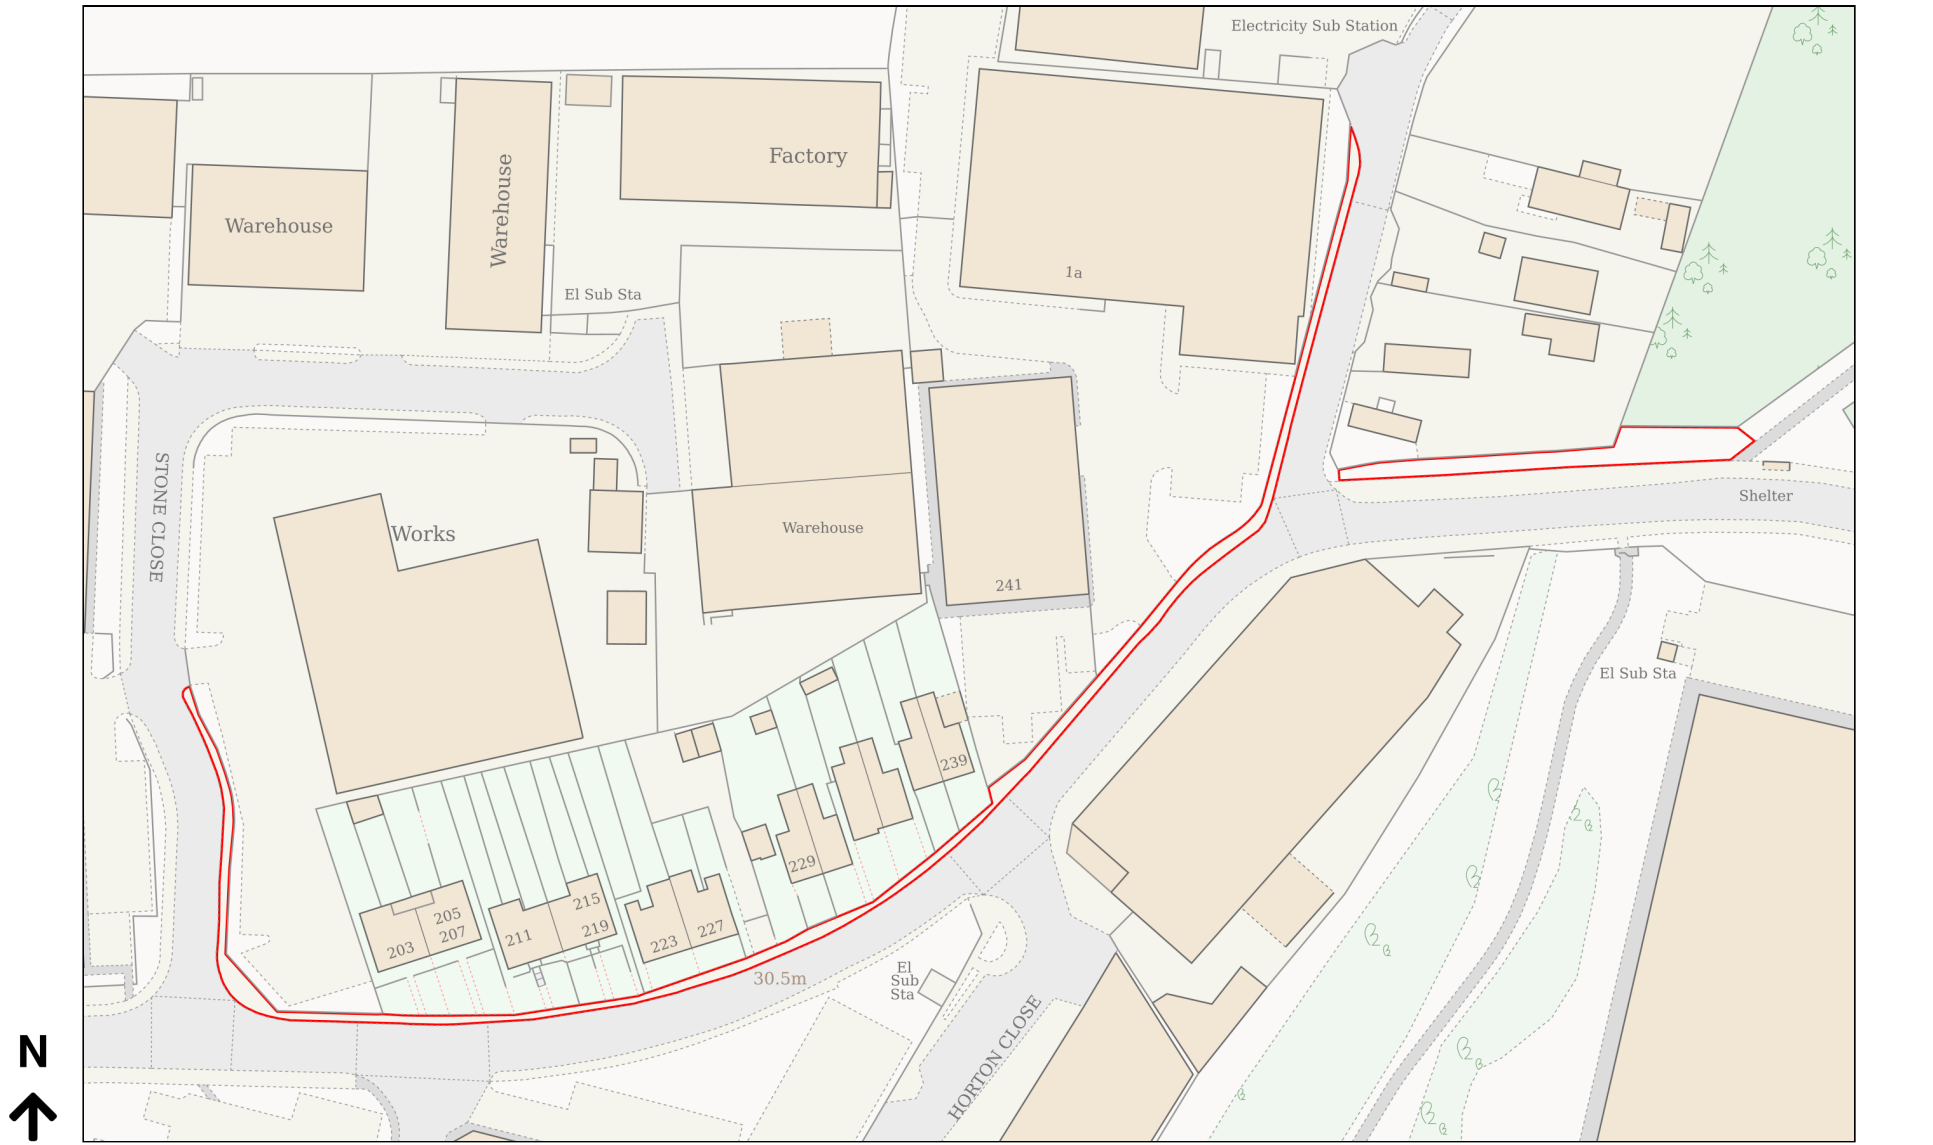 Electricity Sub Station
Factory
Warehouse
Warehouse
1a
El Sub Sta
STONE CLOSE
Shelter
Works
Warehouse
241
El Sub Sta
239
229
205
215
203
207
211
219
223
227
30.5m
El
Sub
Sta
HORTON CLOSE
N